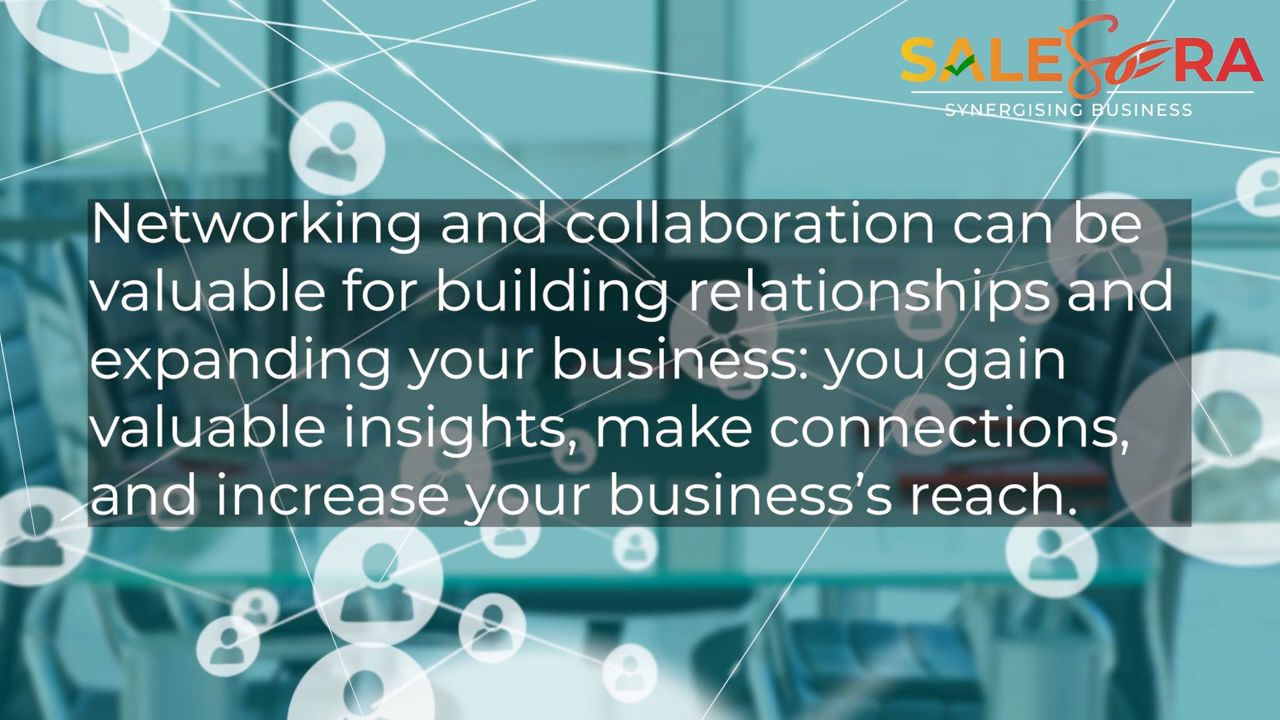 SYNERGISING BUSINESS
Networking and collaboration can be
valuable for building relationships and
expanding your business: you gain
valuable insights, make connections,
and increase your business’s reach.